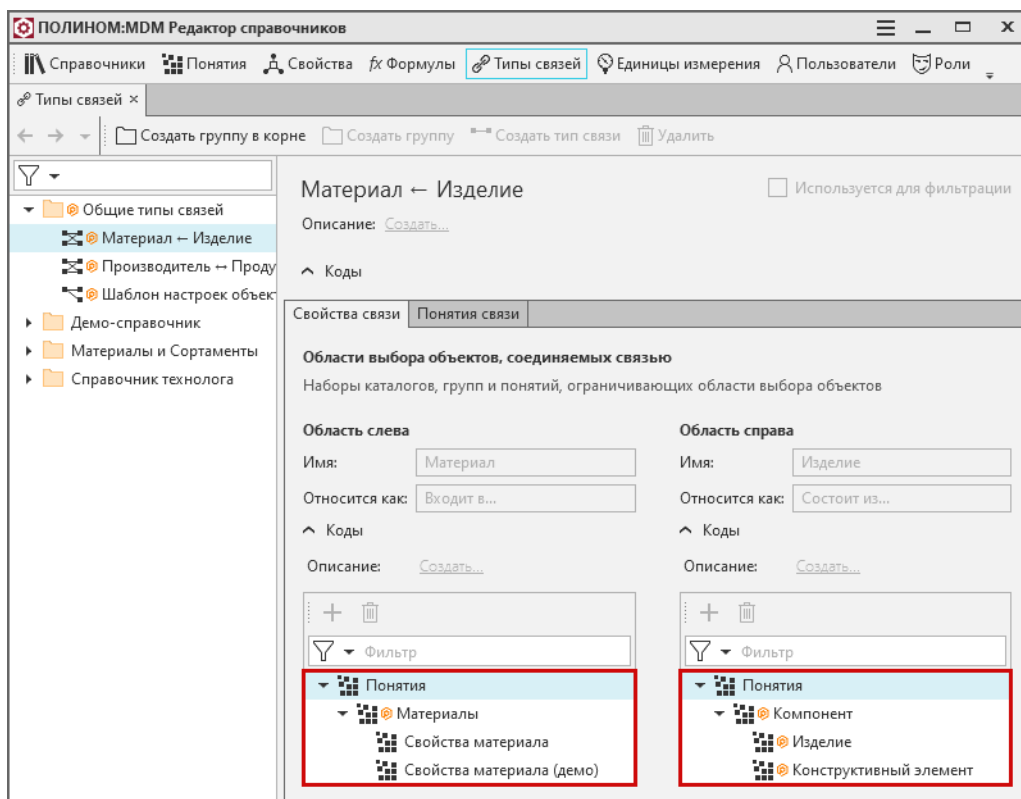 ПОЛИНОМ:MDM Редактор справочников
Справочники Понятия Свойства fx Формулы Типы связей Единицы измерения Пользователи Роли
Типы связей ×
Создать группу в корне Создать группу Создать тип связи Удалить
Общие типы связей
Материал ← Изделие
Производитель ↔ Проду
Шаблон настроек объек
Демо-справочник
Материалы и Сортаменты
Справочник технолога
Материал ← Изделие
Используется для фильтрации
Описание: Создать...
Коды
Свойства связи Понятия связи
Области выбора объектов, соединяемых связью
Наборы каталогов, групп и понятий, ограничивающих области выбора объектов
Область слева
Имя: Материал
Относится как: Входит в...
Коды
Описание: Создать...
Фильтр
Понятия
Материалы
Свойства материала
Свойства материала (демо)
Область справа
Имя: Изделие
Относится как: Состоит из...
Коды
Описание: Создать...
Фильтр
Понятия
Компонент
Изделие
Конструктивный элемент